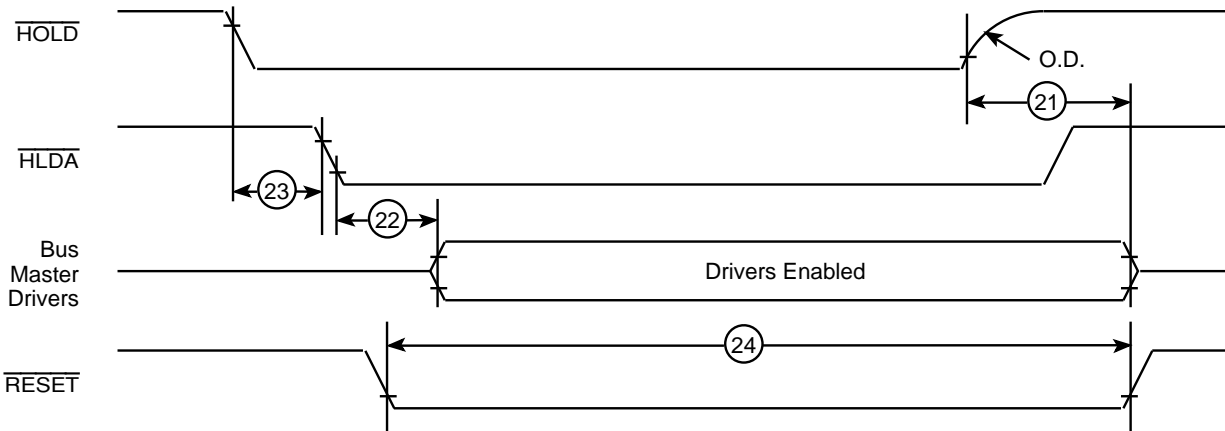 HOLD
O.D.
21
HLDA
23
22
Bus
Master
Drivers
Drivers Enabled
24
RESET